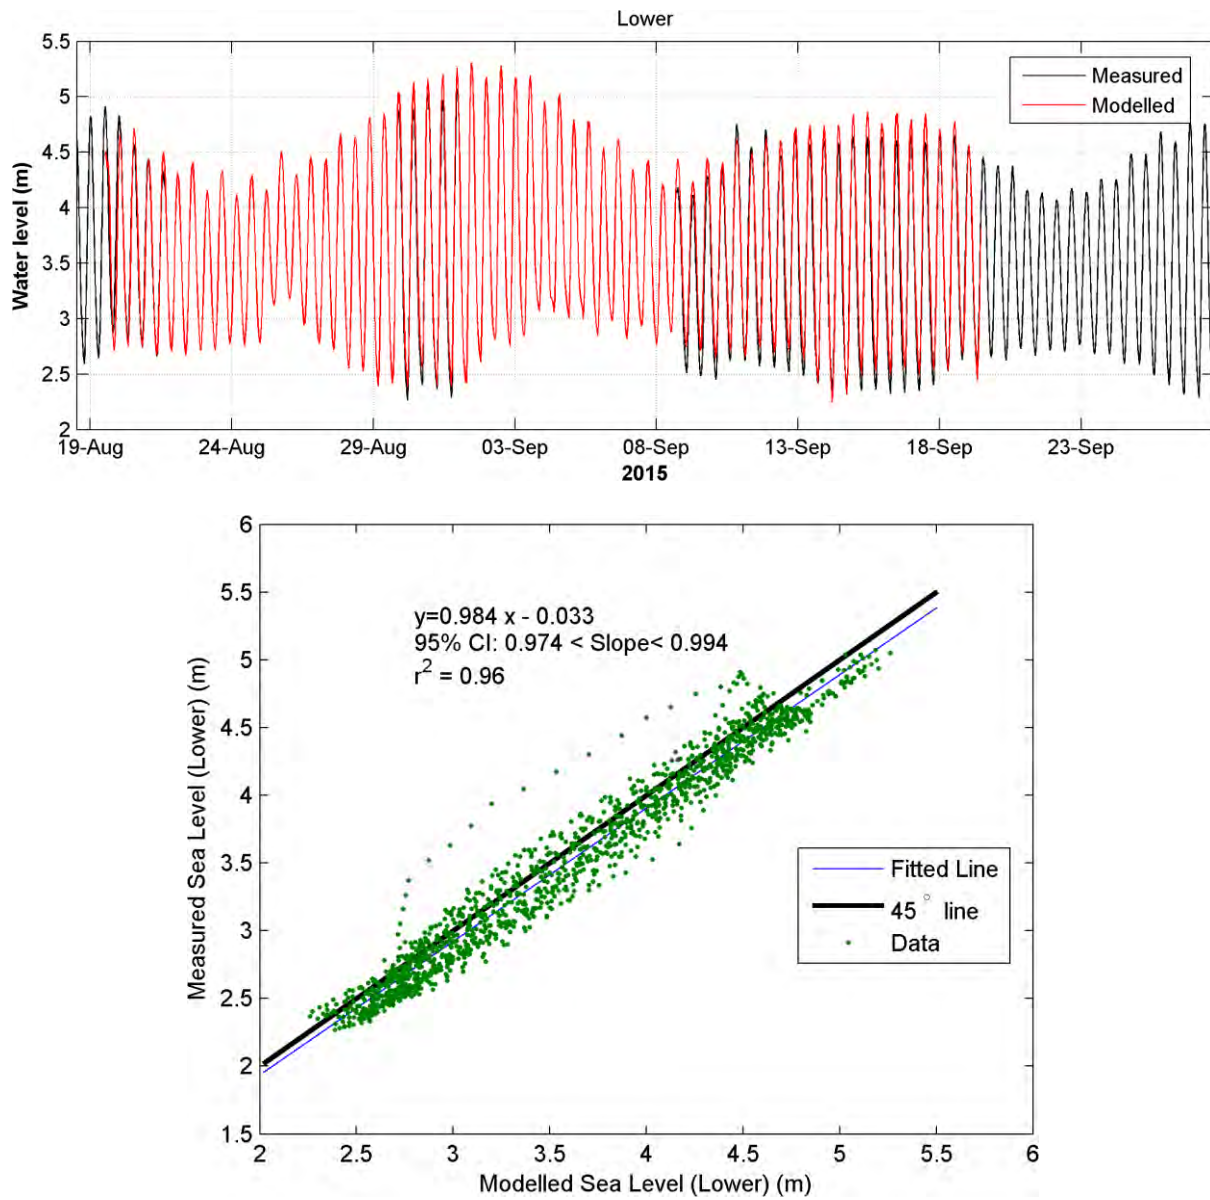 Lower
5.5
5
4.5
4
3.5
3
2.5
2
Water level (m)
Measured
Modelled
19-Aug 24-Aug 29-Aug 03-Sep 08-Sep 13-Sep 18-Sep 23-Sep
2015
6
5.5
5
4.5
4
3.5
3
2.5
2
1.5
Measured Sea Level (Lower) (m)
y=0.984 x - 0.033
95% CI: 0.974 < Slope< 0.994
r² = 0.96
Fitted Line
45 ° line
Data
2 2.5 3 3.5 4 4.5 5 5.5 6
Modelled Sea Level (Lower) (m)